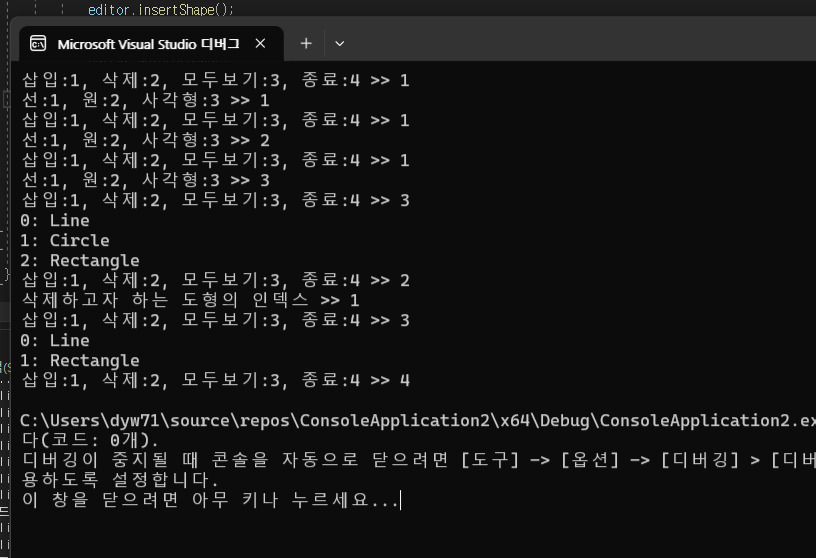 editor.insertShape();
Microsoft Visual Studio 디버그
삽입:1, 삭제:2, 모두보기:3, 종료:4 >> 1
선:1, 원:2, 사각형:3 >> 1
삽입:1, 삭제:2, 모두보기:3, 종료:4 >> 1
선:1, 원:2, 사각형:3 >> 2
삽입:1, 삭제:2, 모두보기:3, 종료:4 >> 1
선:1, 원:2, 사각형:3 >> 3
삽입:1, 삭제:2, 모두보기:3, 종료:4 >> 3
0: Line
1: Circle
2: Rectangle
삽입:1, 삭제:2, 모두보기:3, 종료:4 >> 2
삭제하고자 하는 도형의 인덱스 >> 1
삽입:1, 삭제:2, 모두보기:3, 종료:4 >> 3
0: Line
1: Rectangle
삽입:1, 삭제:2, 모두보기:3, 종료:4 >> 4
C:\Users\dyw71\source\repos\ConsoleApplication2\x64\Debug\ConsoleApplication2.ex
다(코드: 0개).
디버깅이 중지될 때 콘솔을 자동으로 닫으려면 [도구] -> [옵션] -> [디버깅] > [디버
용하도록 설정합니다.
이 창을 닫으려면 아무 키나 누르세요...